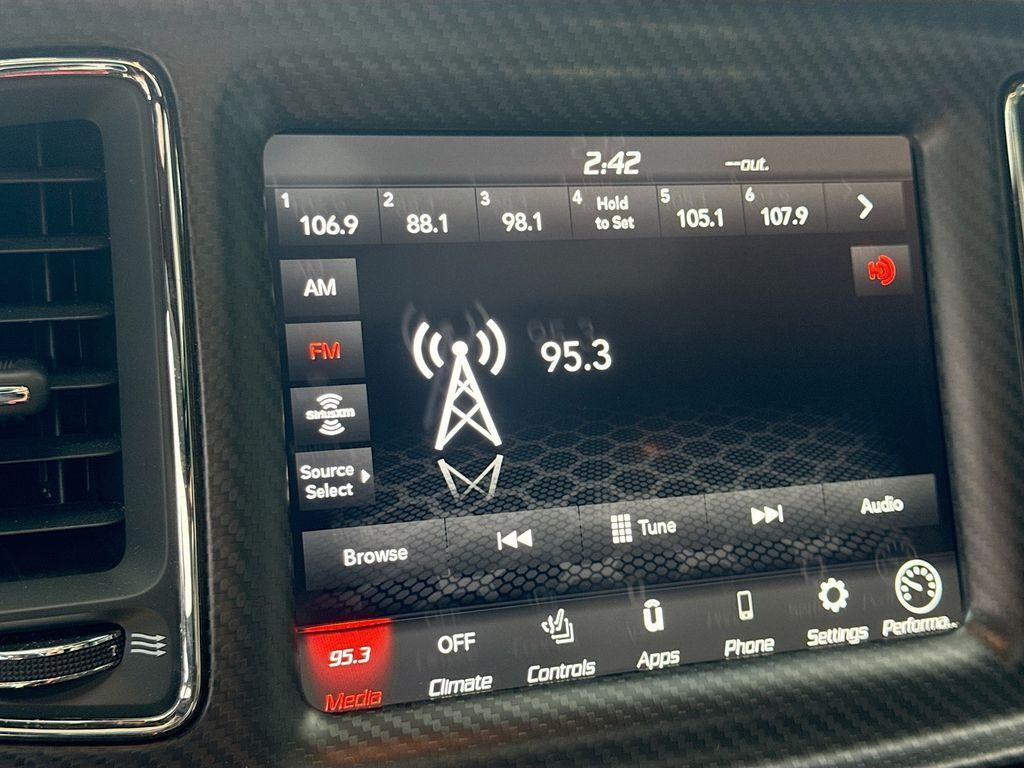 2:42
--out.
1
106.9
2
88.1
3
98.1
4
Hold
to Set
5
105.1
6
107.9
AM
FM
siriusxm
Source
Select
95.3
HD
Browse
Tune
Audio
95.3
Media
OFF
Climate
Controls
Apps
Phone
Settings
Performa...